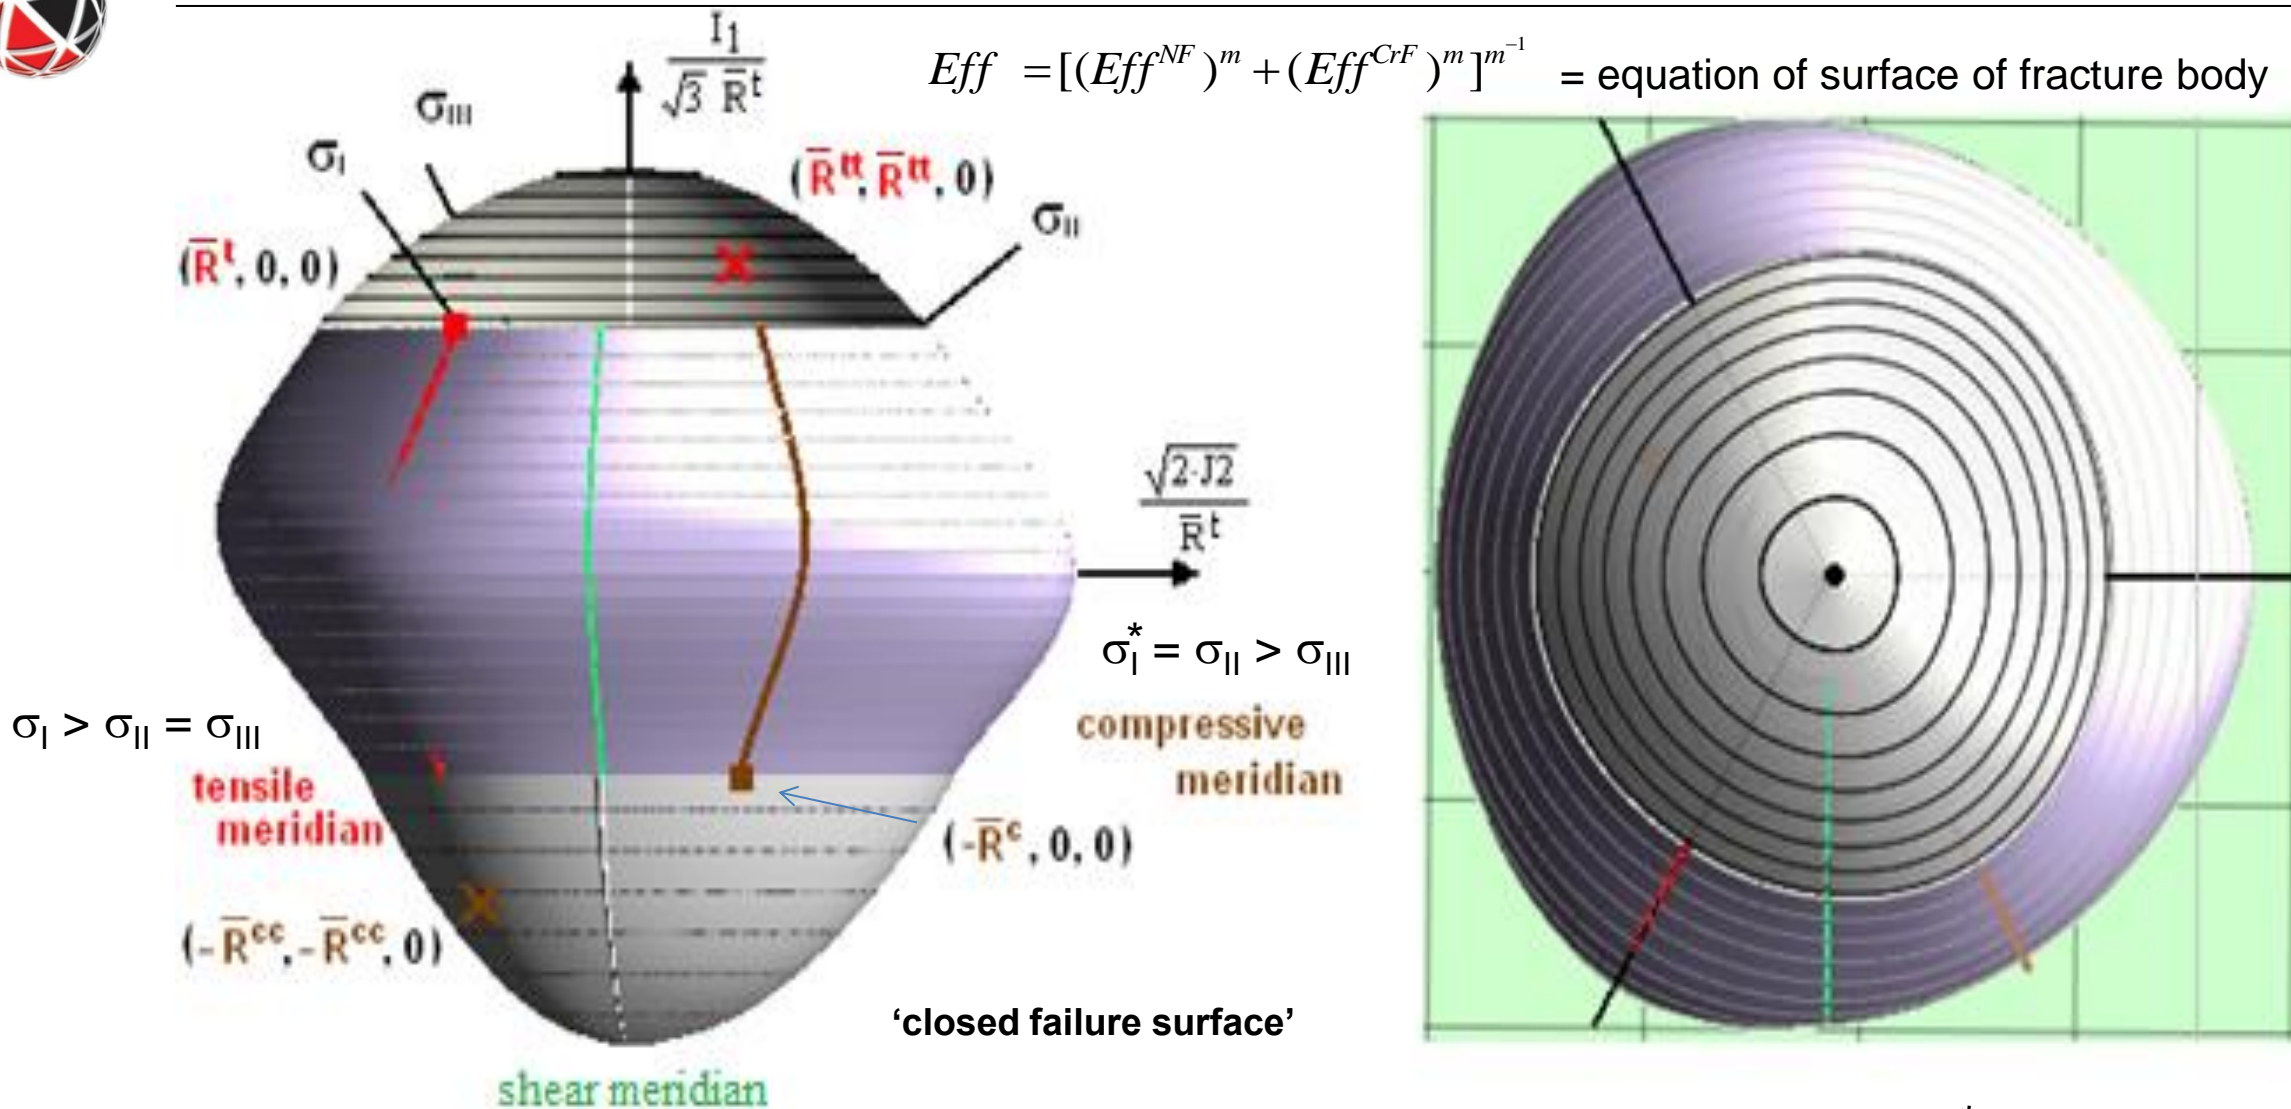 I₁ / √3 R̄ᵗ
Eff = [(Eff^NF)^m + (Eff^CrF)^m]^m⁻¹ = equation of surface of fracture body
σIII
σI
(R̄ᵗᵗ, R̄ᵗᵗ, 0)
σII
(R̄ᵗ, 0, 0)
√2·J2 / R̄ᵗ
σI* = σII > σIII
σI > σII = σIII
compressive
meridian
tensile
meridian
(-R̄ᶜ, 0, 0)
(-R̄ᶜᶜ, -R̄ᶜᶜ, 0)
‘closed failure surface’
shear meridian